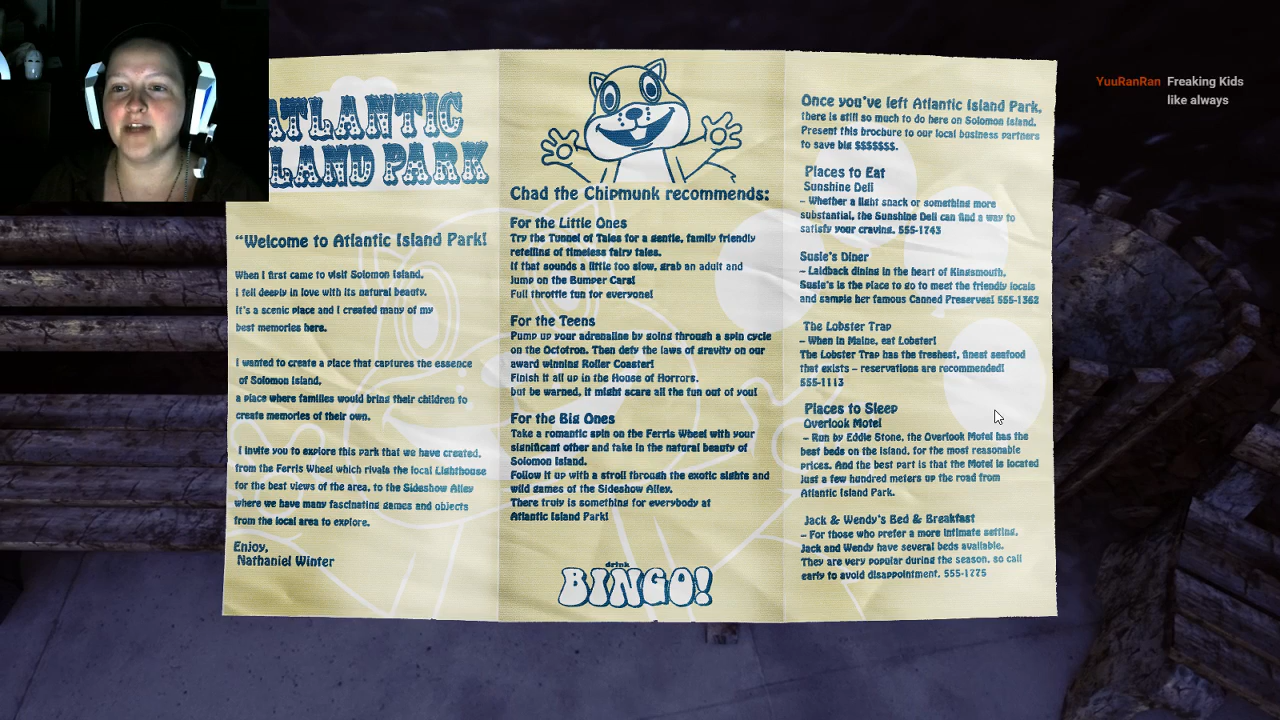 ATLANTIC
ISLAND PARK
“Welcome to Atlantic Island Park!
When I first came to visit Solomon Island,
I fell deeply in love with its natural beauty.
It's a scenic place and I created many of my
best memories here.
I wanted to create a place that captures the essence
of Solomon Island,
a place where families would bring their children to
create memories of their own.
I invite you to explore this park that we have created,
from the Ferris Wheel which rivals the local Lighthouse
for the best views of the area, to the Sideshow Alley
where we have many fascinating games and objects
from the local area to explore.
Enjoy,
Nathaniel Winter
Chad the Chipmunk recommends:
For the Little Ones
Try the Tunnel of Tales for a gentle, family friendly
retelling of timeless fairy tales.
If that sounds a little too slow, grab an adult and
jump on the Bumper Cars!
Full throttle fun for everyone!
For the Teens
Pump up your adrenaline by going through a spin cycle
on the Octotron. Then defy the laws of gravity on our
award winning Roller Coaster!
Finish it all up in the House of Horrors.
but be warned, it might scare all the fun out of you!
For the Big Ones
Take a romantic spin on the Ferris Wheel with your
significant other and take in the natural beauty of
Solomon Island.
Follow it up with a stroll through the exotic sights and
wild games of the Sideshow Alley.
There truly is something for everybody at
Atlantic Island Park!
drink
BINGO!
Once you've left Atlantic Island Park,
there is still so much to do here on Solomon Island.
Present this brochure to our local business partners
to save big $$$$$$$.
Places to Eat
Sunshine Deli
- Whether a light snack or something more
substantial, the Sunshine Deli can find a way to
satisfy your craving. 555-1743
Susie's Diner
- Laidback dining in the heart of Kingsmouth,
Susie's is the place to go to meet the friendly locals
and sample her famous Canned Preserves! 555-1362
The Lobster Trap
- When in Maine, eat Lobster!
The Lobster Trap has the freshest, finest seafood
that exists - reservations are recommended!
555-1113
Places to Sleep
Overlook Motel
- Run by Eddie Stone, the Overlook Motel has the
best beds on the island, for the most reasonable
prices. And the best part is that the Motel is located
just a few hundred meters up the road from
Atlantic Island Park.
Jack & Wendy's Bed & Breakfast
- For those who prefer a more intimate setting,
Jack and Wendy have several beds available.
They are very popular during the season, so call
early to avoid disappointment. 555-1775
YuuRanRan Freaking Kids
like always